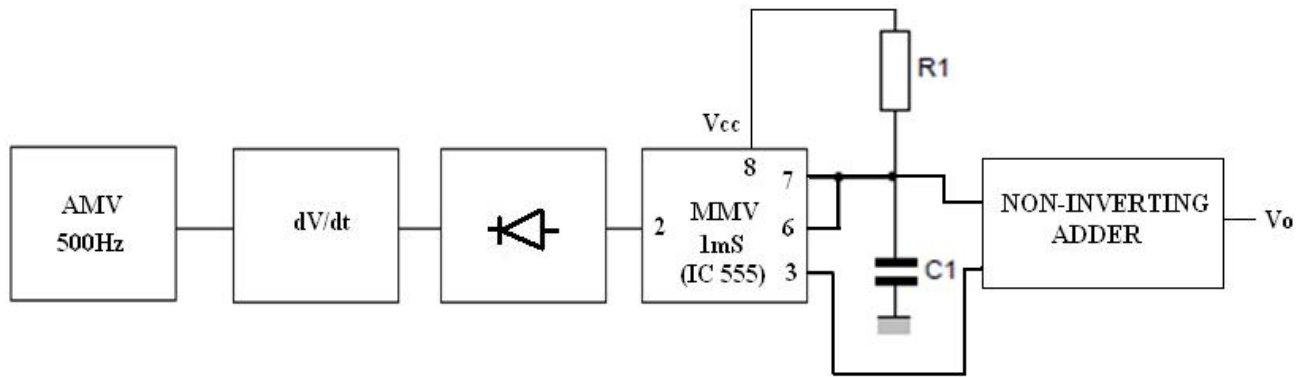 AMV
500Hz
dV/dt
Vcc
8
2
MMV
1mS
(IC 555)
7
6
3
R1
C1
NON-INVERTING
ADDER
Vo